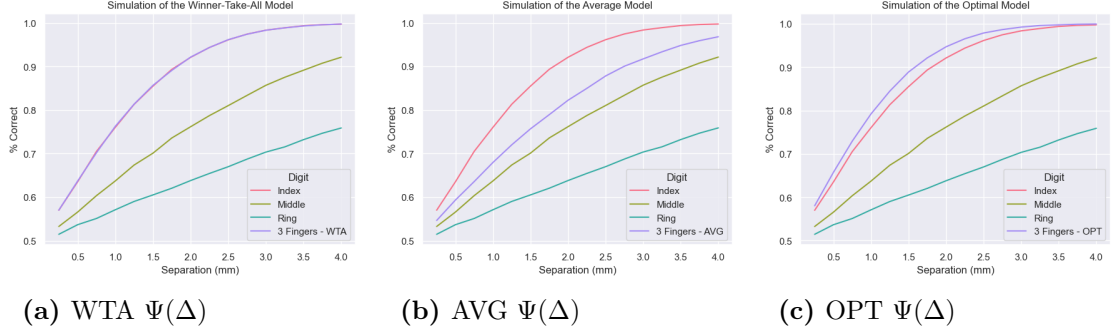 Simulation of the Winner-Take-All Model
% Correct
1.0
0.9
0.8
0.7
0.6
0.5
0.5 1.0 1.5 2.0 2.5 3.0 3.5 4.0
Separation (mm)
Digit
Index
Middle
Ring
3 Fingers - WTA
(a) WTA Ψ(Δ)
Simulation of the Average Model
% Correct
1.0
0.9
0.8
0.7
0.6
0.5
0.5 1.0 1.5 2.0 2.5 3.0 3.5 4.0
Separation (mm)
Digit
Index
Middle
Ring
3 Fingers - AVG
(b) AVG Ψ(Δ)
Simulation of the Optimal Model
% Correct
1.0
0.9
0.8
0.7
0.6
0.5
0.5 1.0 1.5 2.0 2.5 3.0 3.5 4.0
Separation (mm)
Digit
Index
Middle
Ring
3 Fingers - OPT
(c) OPT Ψ(Δ)